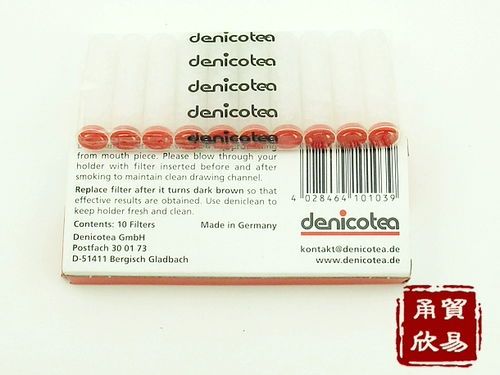 denicotea
denicotea
denicotea
denicotea
denicotea
from mouth piece. Please blow through your
holder with filter inserted before and after
smoking to maintain clean drawing channel.
Replace filter after it turns dark brown so that
effective results are obtained. Use deniclean to
keep holder fresh and clean.
Contents: 10 Filters Made in Germany
Denicotea GmbH
Postfach 30 01 73
D-51411 Bergisch Gladbach
4 028464 101039
denicotea
kontakt@denicotea.de
www.denicotea.de
甬貿
欣易